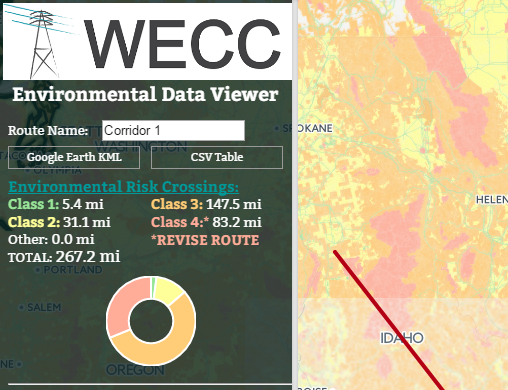 WECC
Environmental Data Viewer
Route Name: Corridor 1
WASHINGTON
Google Earth KML CSV Table
OLYMPIA
Environmental Risk Crossings:
Class 1: 5.4 mi Class 3: 147.5 mi
Class 2: 31.1 mi Class 4:* 83.2 mi
Other: 0.0 mi *REVISE ROUTE
TOTAL: 267.2 mi
PORTLAND
SALEM
OREGON
SPOKANE
HELEN
IDAHO